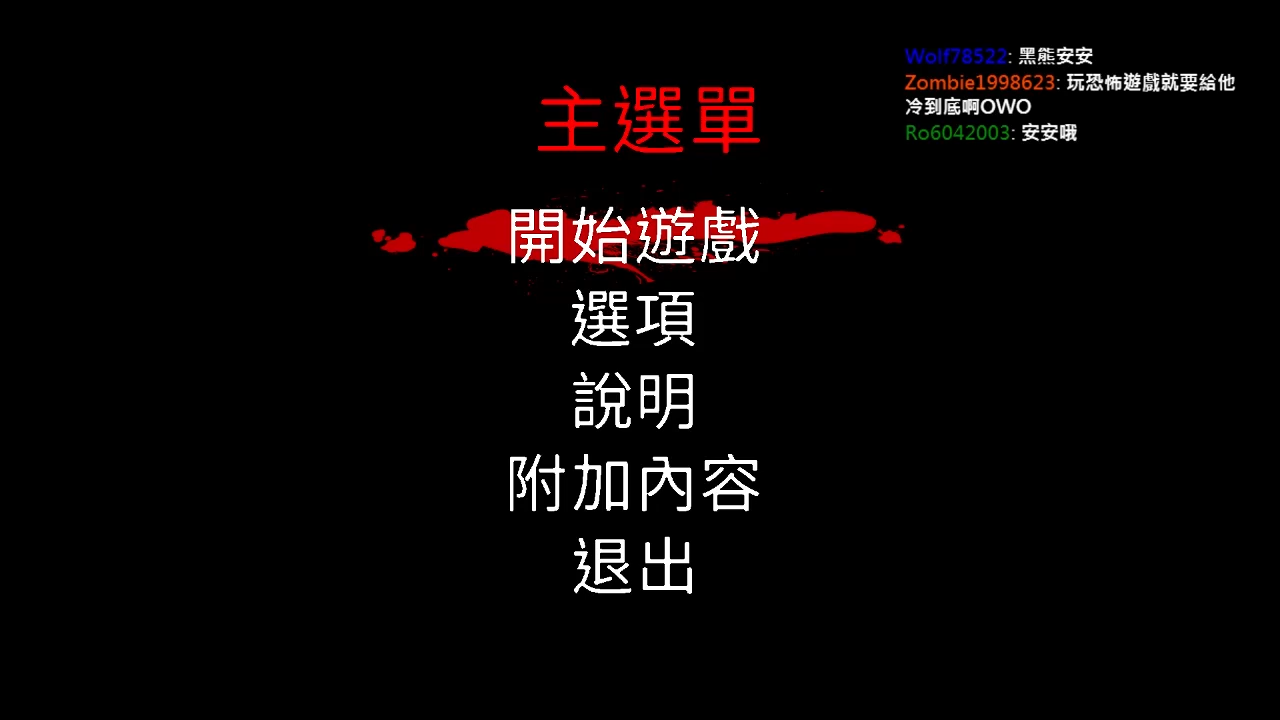 Wolf78522: 黑熊安安
Zombie1998623: 玩恐怖遊戲就要給他
冷到底啊OWO
Ro6042003: 安安哦
主選單
開始遊戲
選項
說明
附加內容
退出